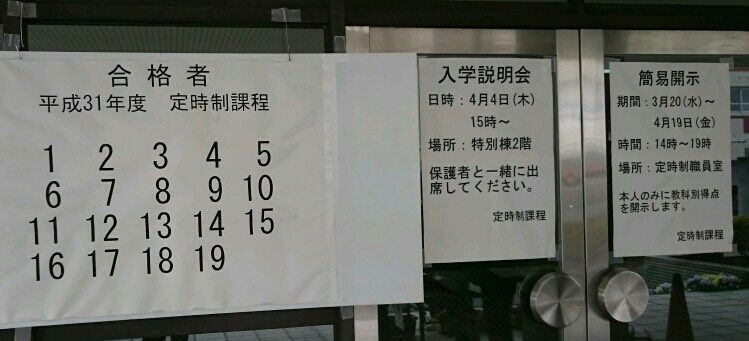 合格者
平成31年度 定時制課程
1 2 3 4 5
6 7 8 9 10
11 12 13 14 15
16 17 18 19
入学説明会
日時：4月4日(木)
15時～
場所：特別棟2階
保護者と一緒に出
席してください。
定時制課程
簡易開示
期間：3月20(水)～
4月19日(金)
時間：14時～19時
場所：定時制職員室
本人のみに教科別得点
を開示します。
定時制課程